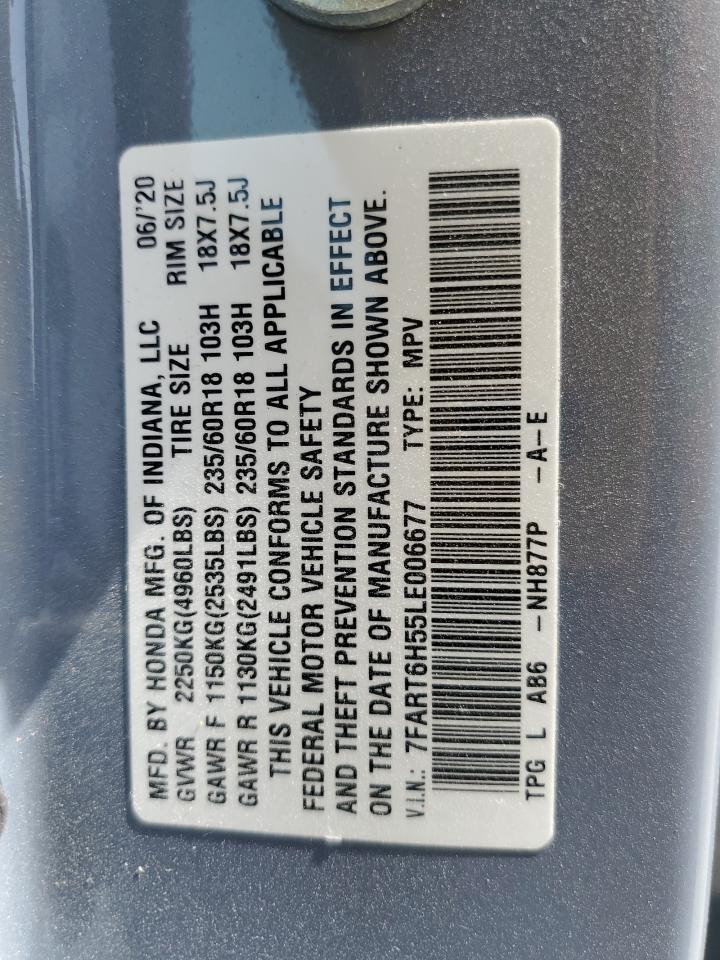 MFD. BY HONDA MFG. OF INDIANA, LLC 06/'20
GVWR 2250KG(4960LBS) TIRE SIZE RIM SIZE
GAWR F 1150KG(2535LBS) 235/60R18 103H 18X7.5J
GAWR R 1130KG(2491LBS) 235/60R18 103H 18X7.5J
THIS VEHICLE CONFORMS TO ALL APPLICABLE
FEDERAL MOTOR VEHICLE SAFETY
AND THEFT PREVENTION STANDARDS IN EFFECT
ON THE DATE OF MANUFACTURE SHOWN ABOVE.
V.I.N.: 7FART6H55LE006677 TYPE: MPV
TPG L AB6 -NH877P -A-E